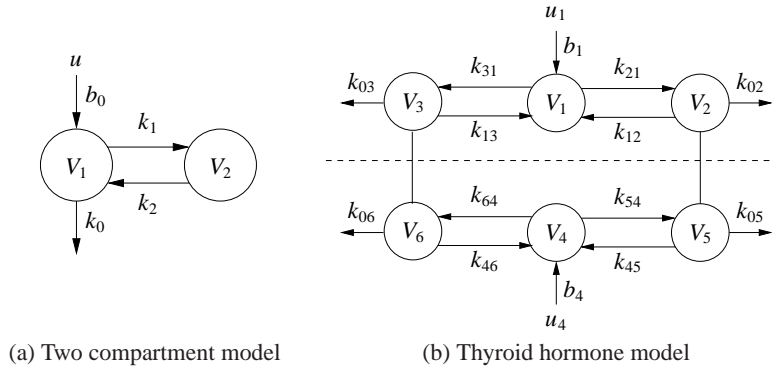 u
b₀
k₁
V₁
V₂
k₂
k₀
(a) Two compartment model
u₁
b₁
k₀₃
k₃₁
k₂₁
k₀₂
V₃
V₁
V₂
k₁₃
k₁₂
k₀₆
k₆₄
k₅₄
k₀₅
V₆
V₄
V₅
k₄₆
k₄₅
b₄
u₄
(b) Thyroid hormone model